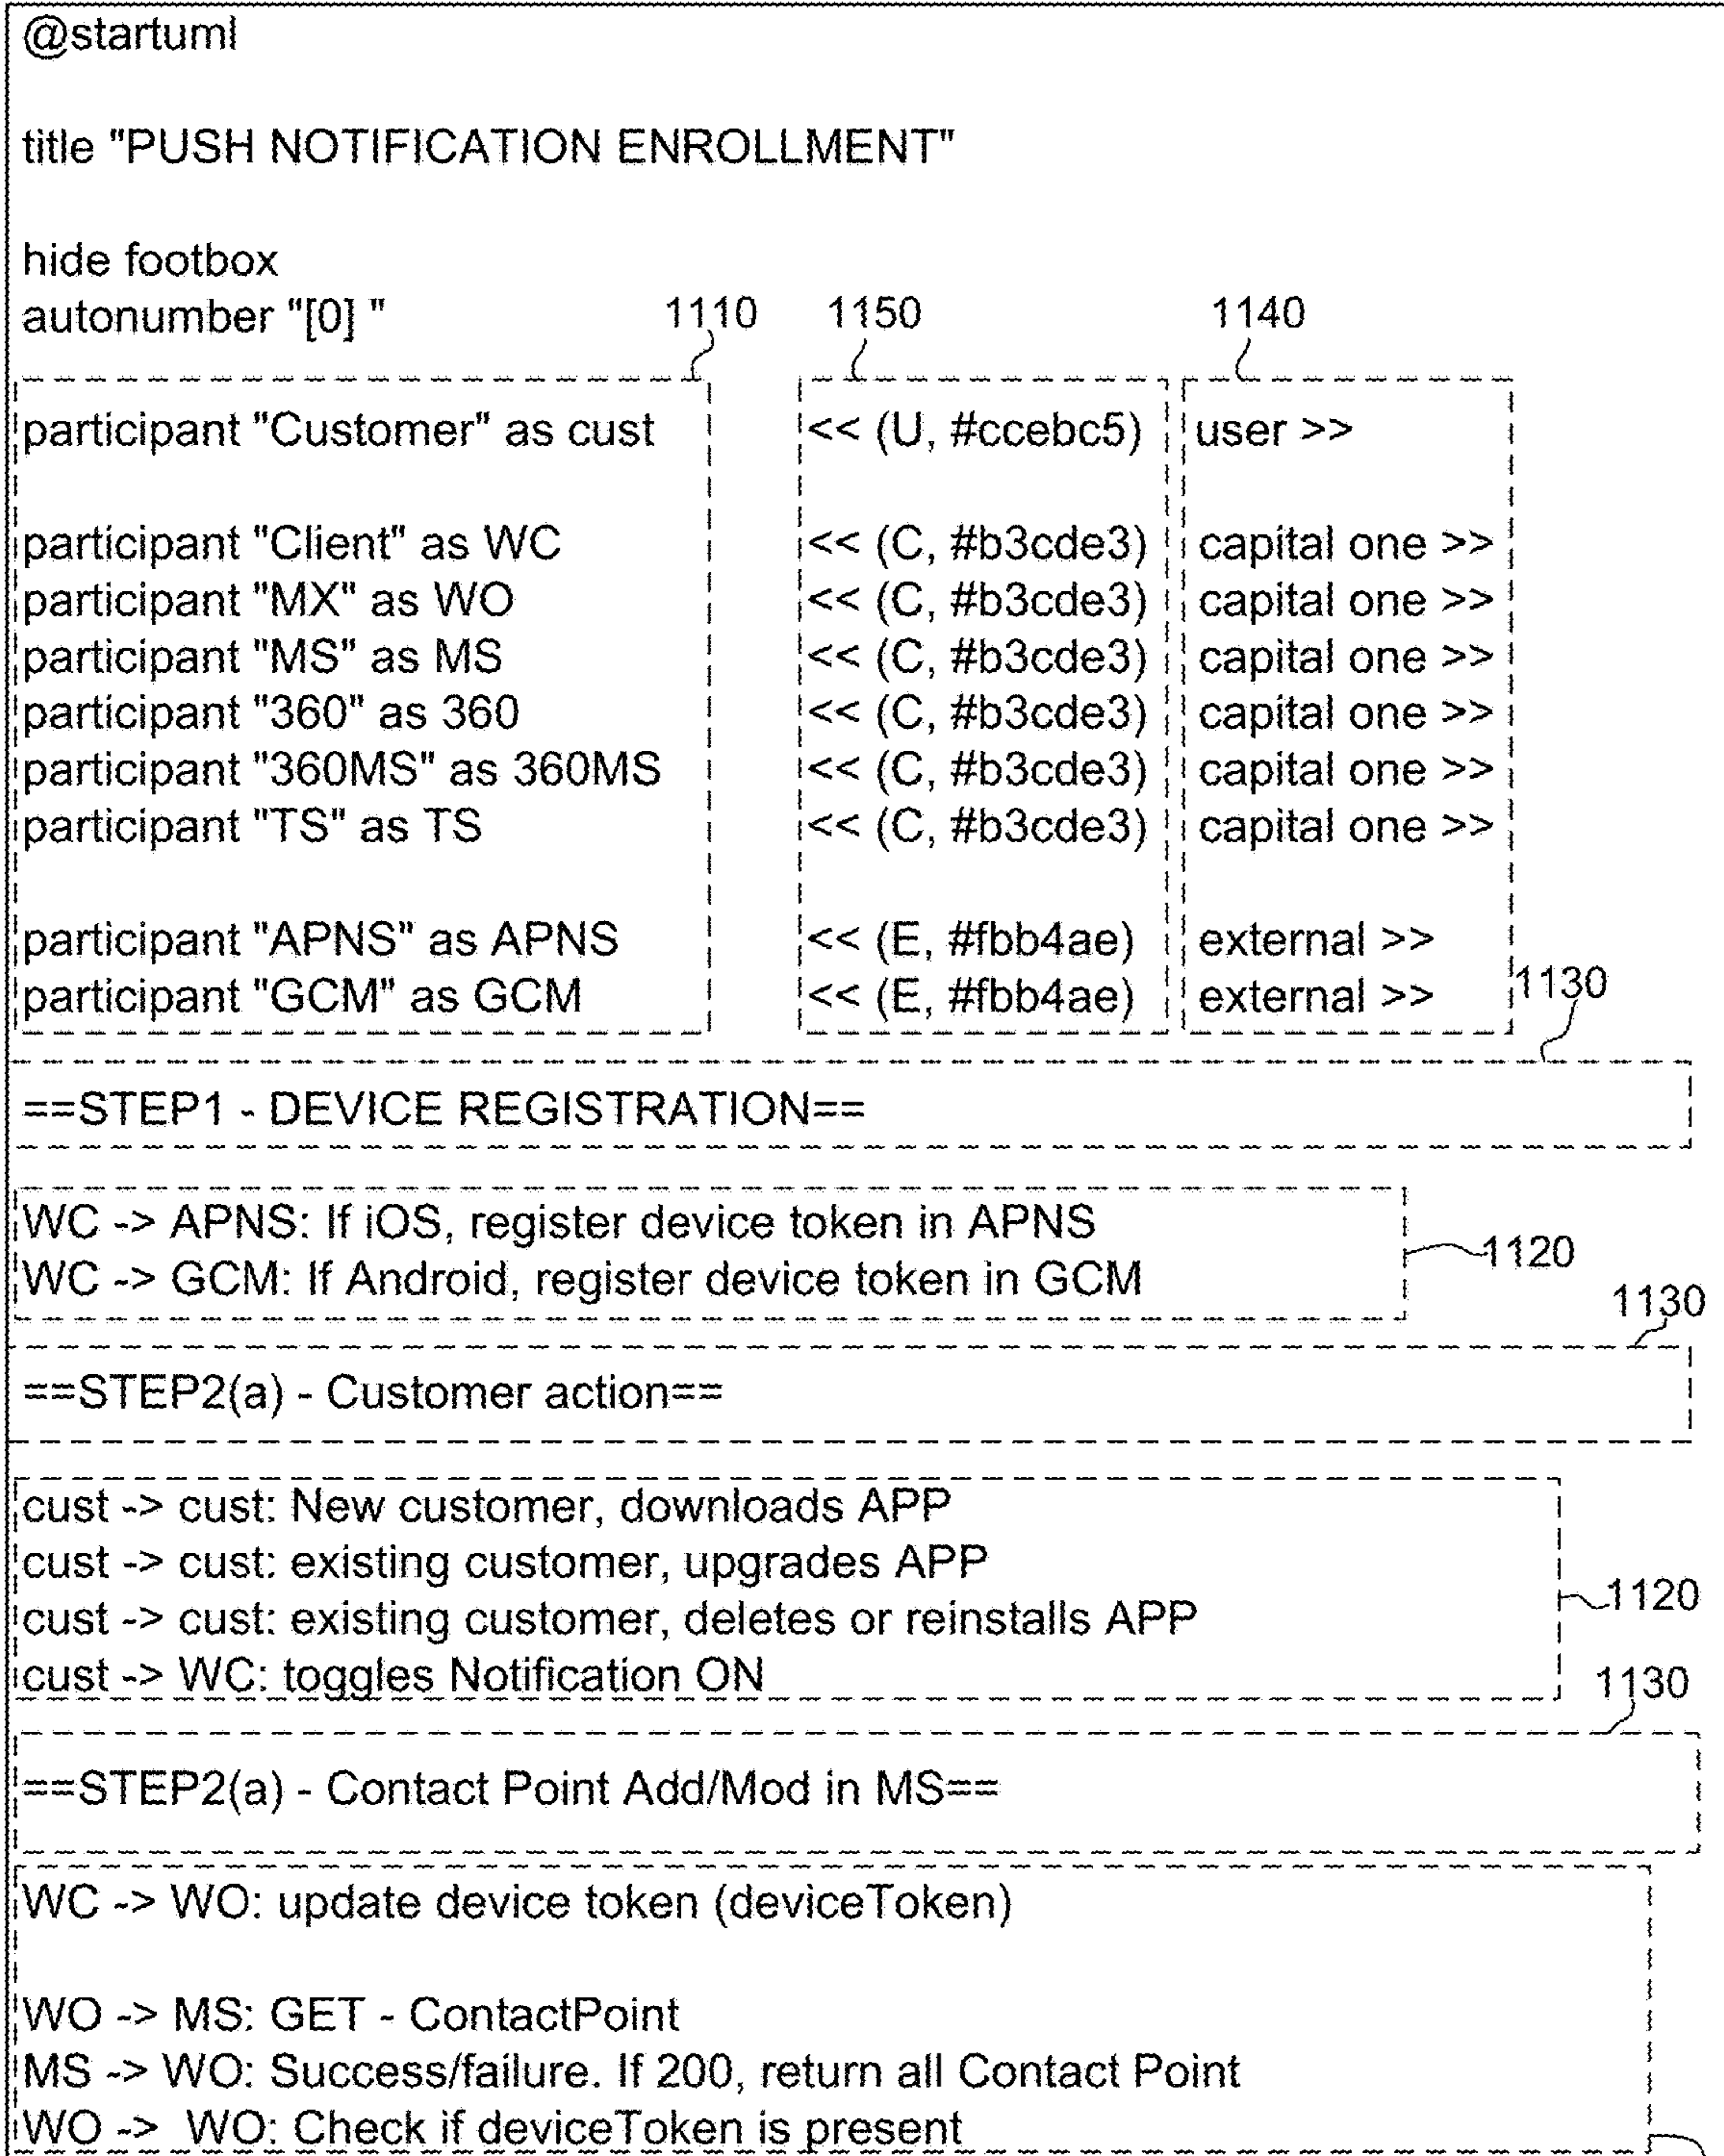 @startuml
title "PUSH NOTIFICATION ENROLLMENT"
hide footbox
autonumber "[0] "
1110 1150 1140
participant "Customer" as cust << (U, #ccebc5) user >>
participant "Client" as WC << (C, #b3cde3) capital one >>
participant "MX" as WO << (C, #b3cde3) capital one >>
participant "MS" as MS << (C, #b3cde3) capital one >>
participant "360" as 360 << (C, #b3cde3) capital one >>
participant "360MS" as 360MS << (C, #b3cde3) capital one >>
participant "TS" as TS << (C, #b3cde3) capital one >>
participant "APNS" as APNS << (E, #fbb4ae) external >>
participant "GCM" as GCM << (E, #fbb4ae) external >>
1130
==STEP1 - DEVICE REGISTRATION==
WC -> APNS: If iOS, register device token in APNS
WC -> GCM: If Android, register device token in GCM
1120
1130
==STEP2(a) - Customer action==
cust -> cust: New customer, downloads APP
cust -> cust: existing customer, upgrades APP
cust -> cust: existing customer, deletes or reinstalls APP
cust -> WC: toggles Notification ON
1120
1130
==STEP2(a) - Contact Point Add/Mod in MS==
WC -> WO: update device token (deviceToken)
WO -> MS: GET - ContactPoint
MS -> WO: Success/failure. If 200, return all Contact Point
WO -> WO: Check if deviceToken is present